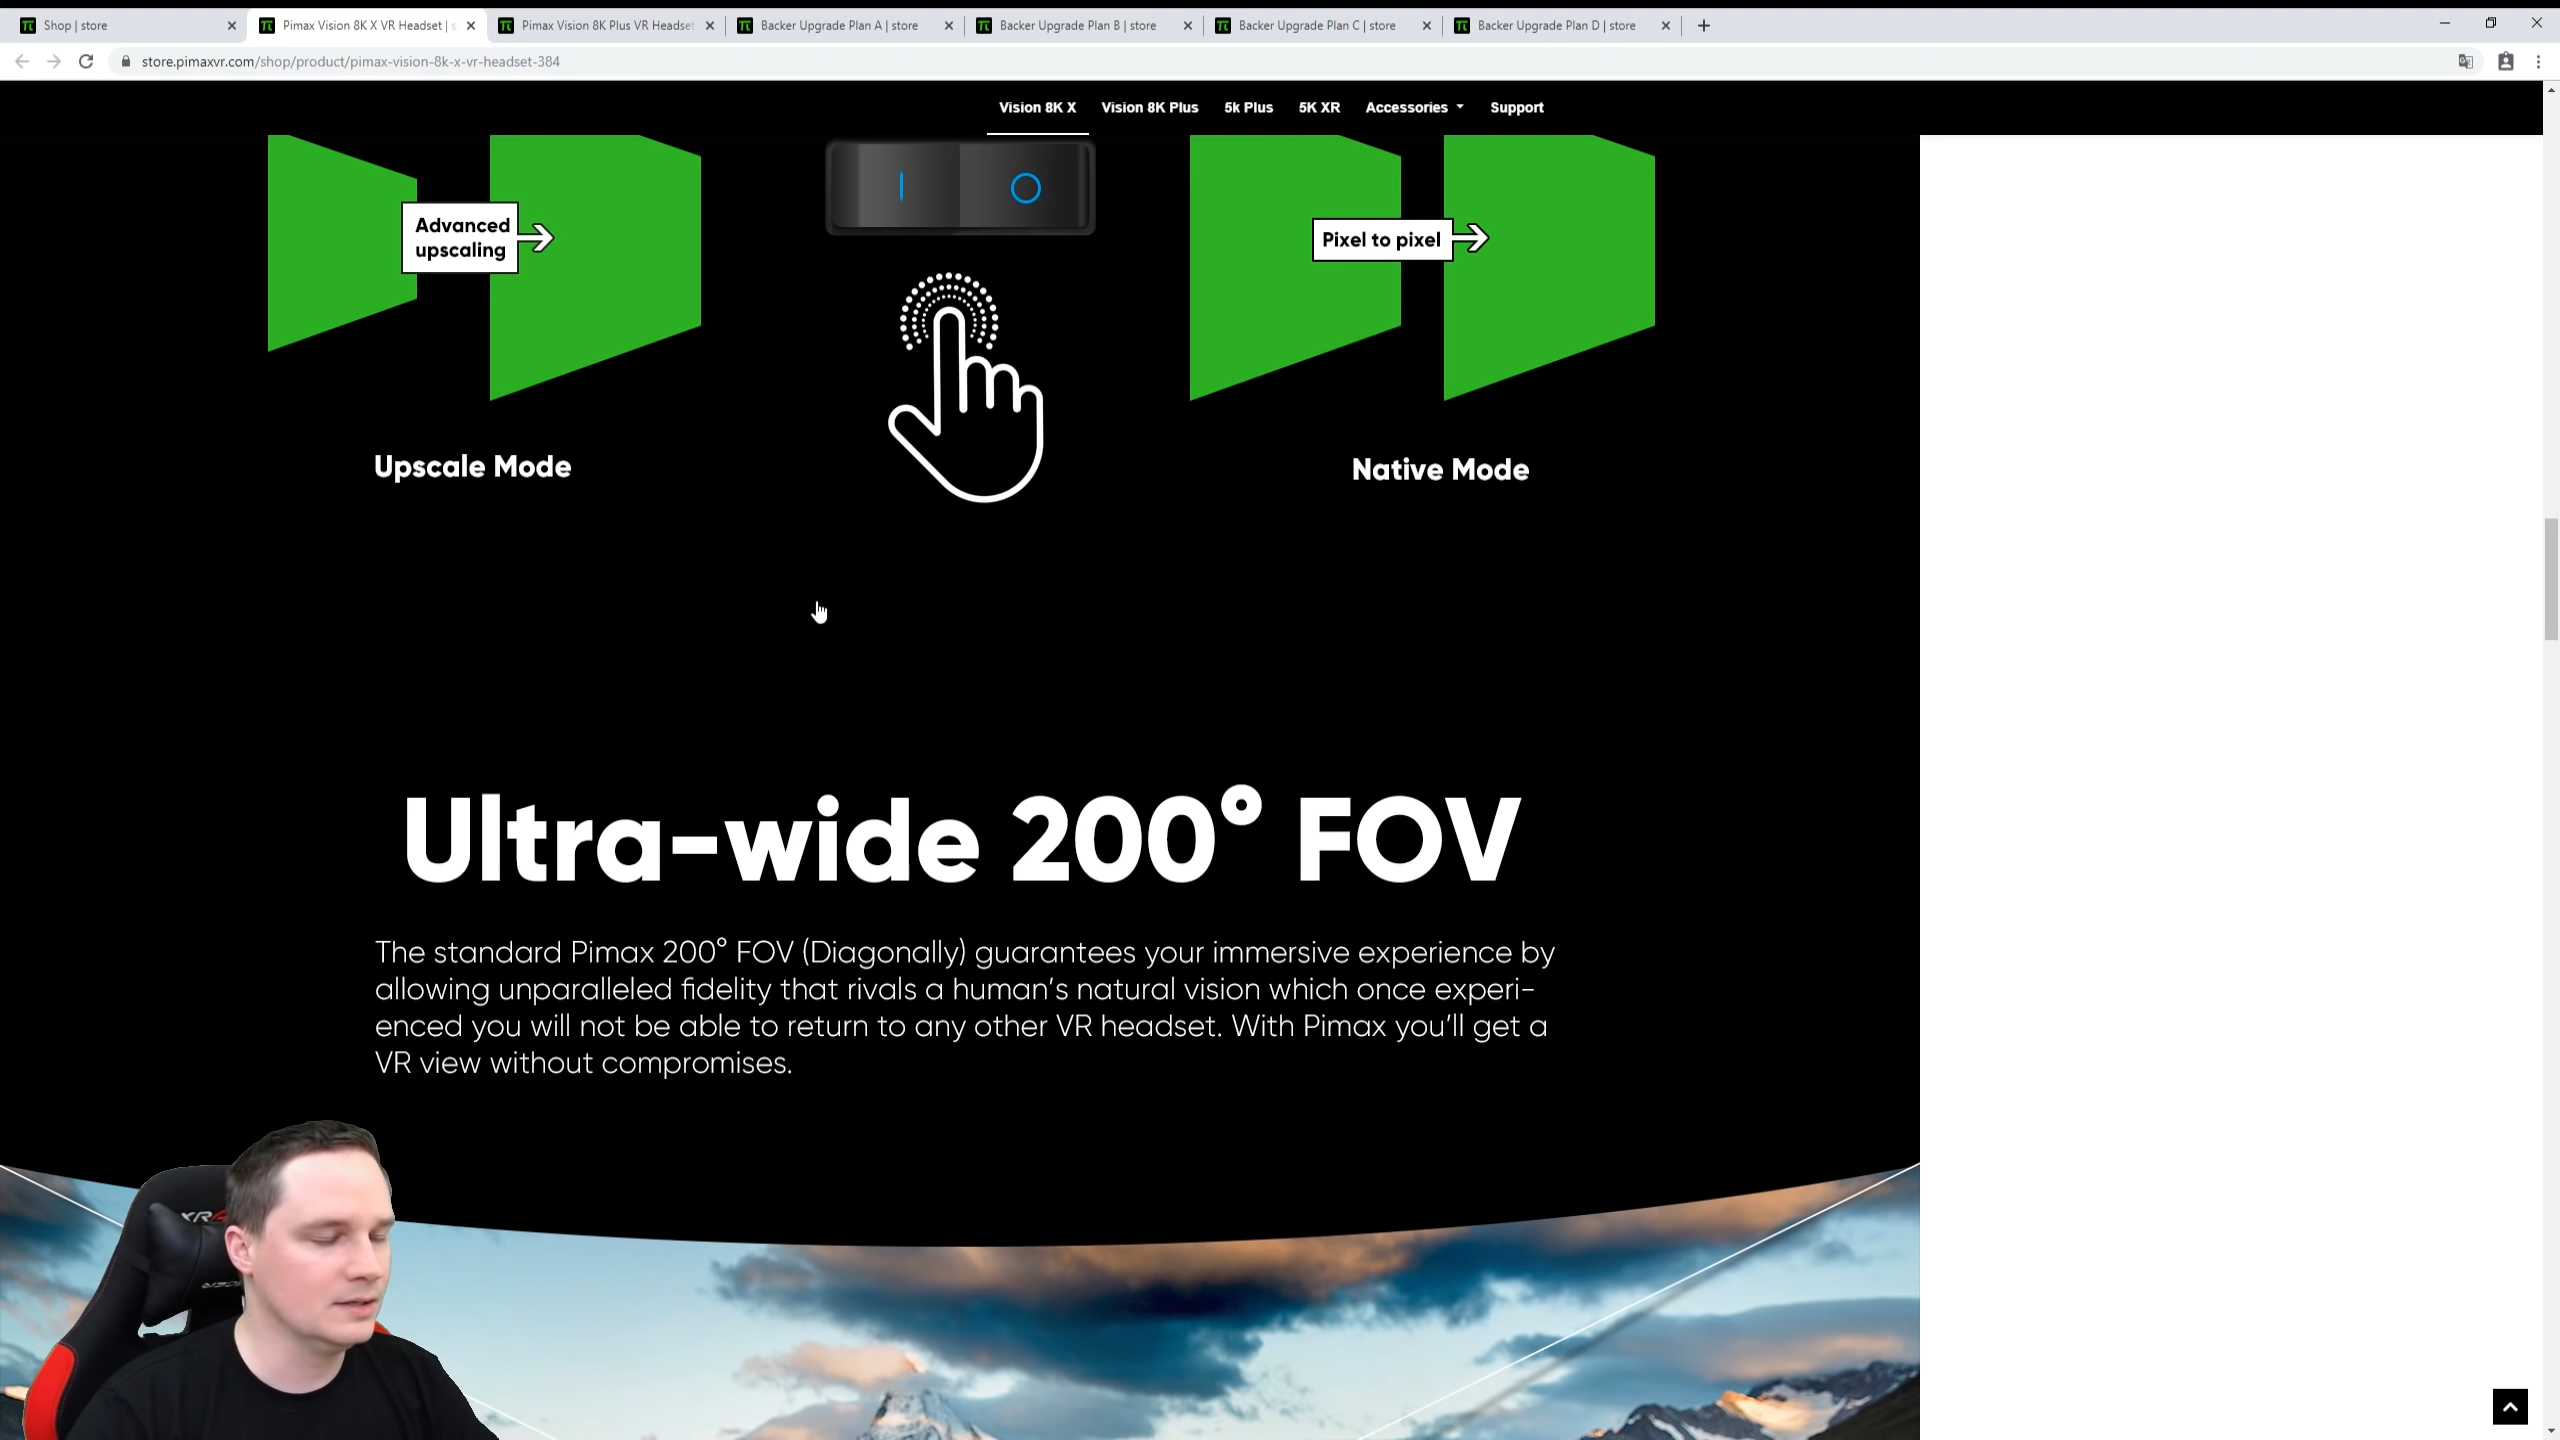 Shop | store
Pimax Vision 8K X VR Headset | s
Pimax Vision 8K Plus VR Headset
Backer Upgrade Plan A | store
Backer Upgrade Plan B | store
Backer Upgrade Plan C | store
Backer Upgrade Plan D | store
store.pimaxvr.com/shop/product/pimax-vision-8k-x-vr-headset-384
Vision 8K X
Vision 8K Plus
5k Plus
5K XR
Accessories
Support
Advanced
upscaling
Pixel to pixel
Upscale Mode
Native Mode
Ultra-wide 200° FOV
The standard Pimax 200° FOV (Diagonally) guarantees your immersive experience by
allowing unparalleled fidelity that rivals a human's natural vision which once experi-
enced you will not be able to return to any other VR headset. With Pimax you'll get a
VR view without compromises.